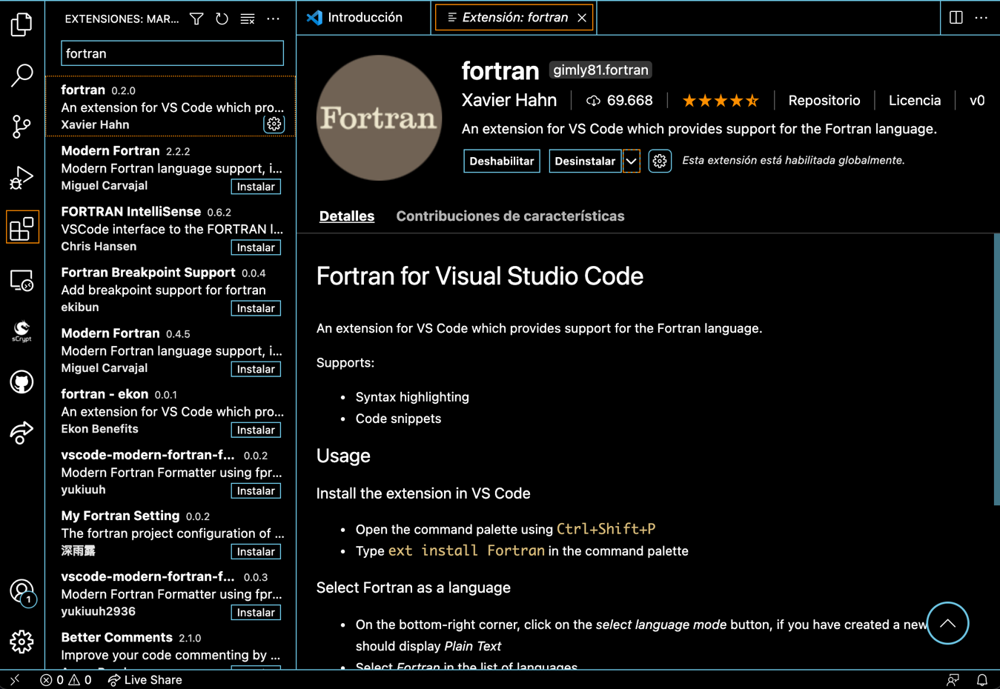 EXTENSIONES: MAR...
fortran
fortran 0.2.0
An extension for VS Code which pro...
Xavier Hahn
Modern Fortran 2.2.2
Modern Fortran language support, i...
Miguel Carvajal
Instalar
FORTRAN IntelliSense 0.6.2
VSCode interface to the FORTRAN I...
Chris Hansen
Instalar
Fortran Breakpoint Support 0.0.4
Add breakpoint support for fortran
ekibun
Instalar
Modern Fortran 0.4.5
Modern Fortran language support, i...
Miguel Carvajal
Instalar
fortran - ekon 0.0.1
An extension for VS Code which pro...
Ekon Benefits
Instalar
vscode-modern-fortran-f... 0.0.2
Modern Fortran Formatter using fpr...
yukiuuh
Instalar
My Fortran Setting 0.0.2
The fortran project configuration of ...
深雨露
Instalar
vscode-modern-fortran-f... 0.0.3
Modern Fortran Formatter using fpr...
yukiuuh2936
Instalar
Better Comments 2.1.0
Improve your code commenting by ...
sCrypt
1
Introducción
Extensión: fortran
Fortran
fortran gimly81.fortran
Xavier Hahn 69.668 Repositorio Licencia v0
An extension for VS Code which provides support for the Fortran language.
Deshabilitar Desinstalar Esta extensión está habilitada globalmente.
Detalles Contribuciones de características
Fortran for Visual Studio Code
An extension for VS Code which provides support for the Fortran language.
Supports:
• Syntax highlighting
• Code snippets
Usage
Install the extension in VS Code
• Open the command palette using Ctrl+Shift+P
• Type ext install Fortran in the command palette
Select Fortran as a language
• On the bottom-right corner, click on the select language mode button, if you have created a new
should display Plain Text
• Select Fortran in the list of languages
0 0 Live Share